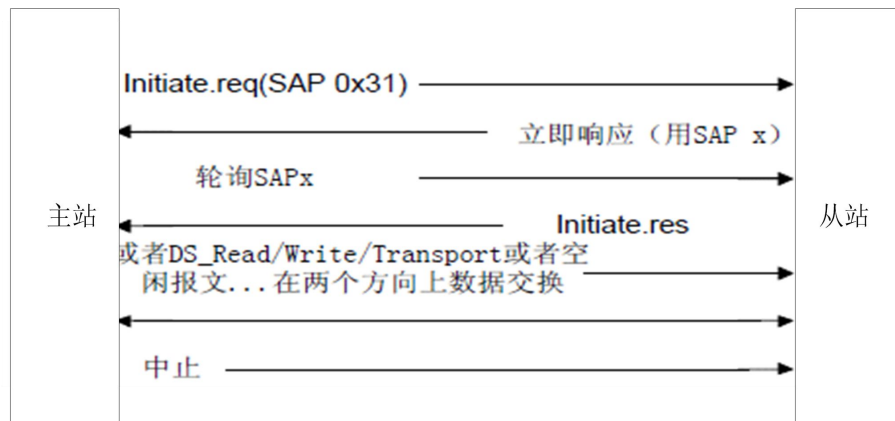 Initiate.req(SAP 0x31)
立即响应（用SAP x）
轮询SAPx
主站
从站
Initiate.res
或者DS_Read/Write/Transport或者空
闲报文...在两个方向上数据交换
中止